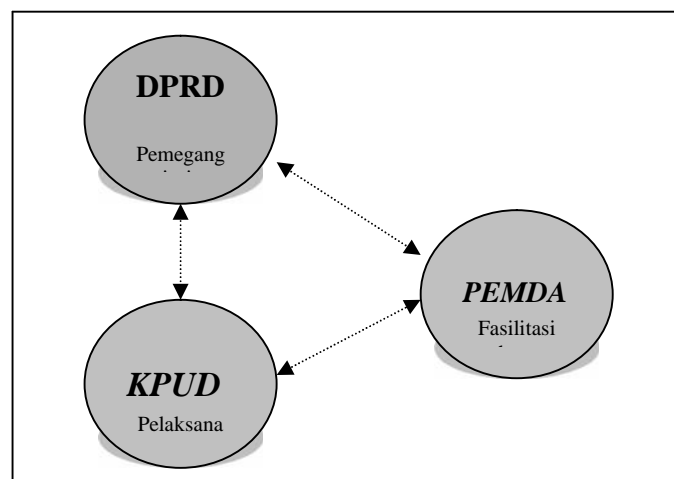 DPRD
Pemegang
PEMDA
Fasilitasi
KPUD
Pelaksana